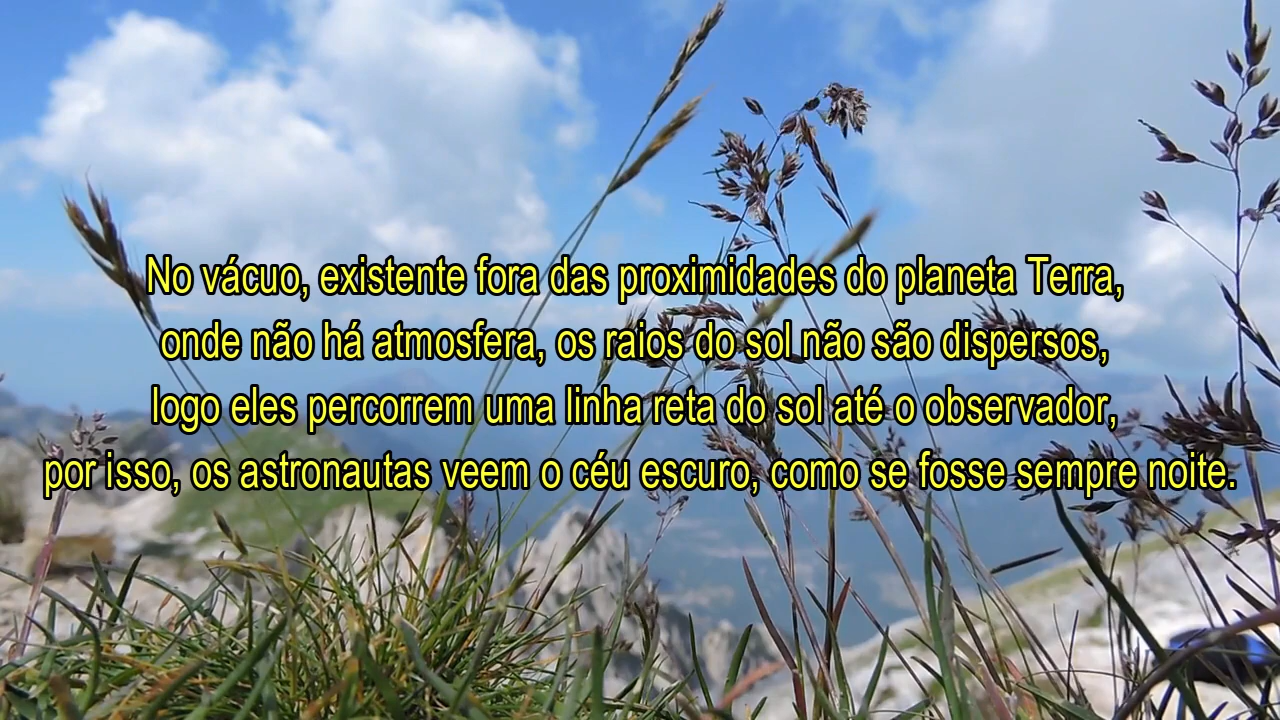 No vácuo, existente fora das proximidades do planeta Terra,
onde não há atmosfera, os raios do sol não são dispersos,
logo eles percorrem uma linha reta do sol até o observador,
por isso, os astronautas veem o céu escuro, como se fosse sempre noite.